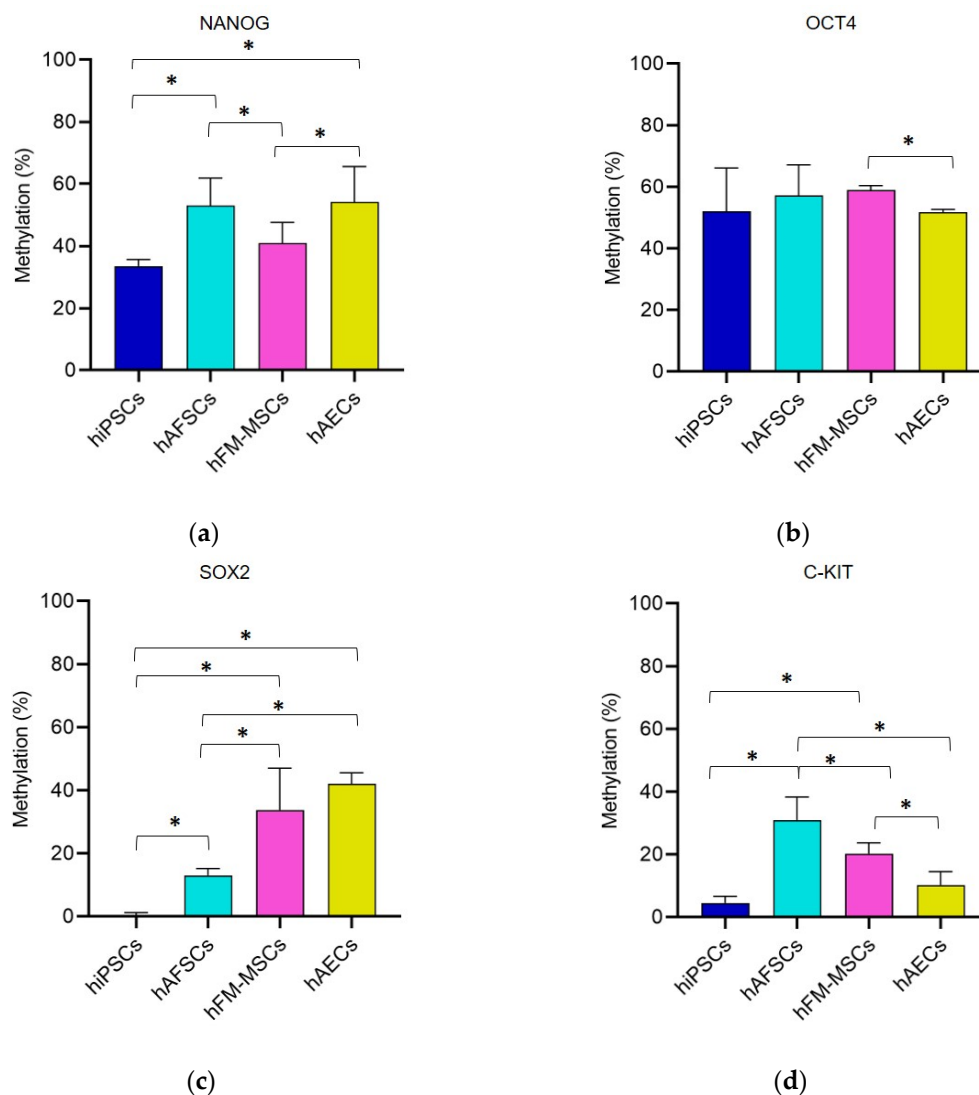 NANOG
Methylation (%)
100
80
60
40
20
0
*
*
*
*
hiPSCs
hAFSCs
hFM-MSCs
hAECs
(a)
OCT4
Methylation (%)
100
80
60
40
20
0
*
hiPSCs
hAFSCs
hFM-MSCs
hAECs
(b)
SOX2
Methylation (%)
100
80
60
40
20
0
*
*
*
*
*
hiPSCs
hAFSCs
hFM-MSCs
hAECs
(c)
C-KIT
Methylation (%)
100
80
60
40
20
0
*
*
*
*
*
hiPSCs
hAFSCs
hFM-MSCs
hAECs
(d)